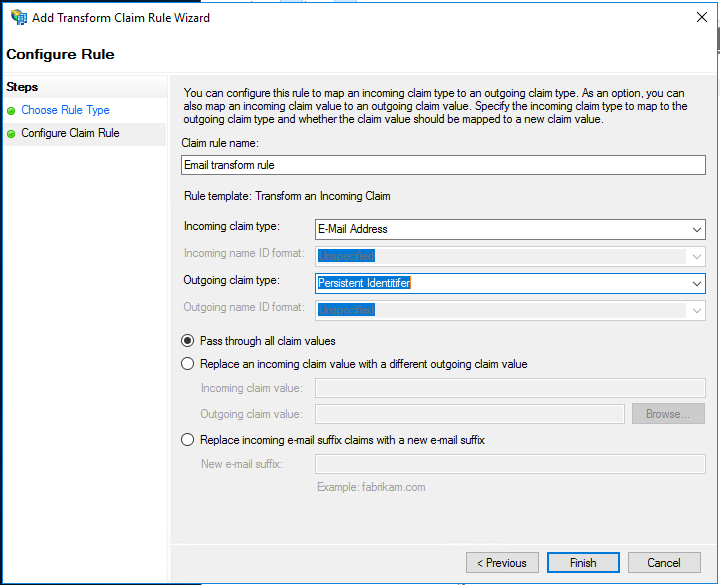 Add Transform Claim Rule Wizard
Configure Rule
Steps
Choose Rule Type
Configure Claim Rule
You can configure this rule to map an incoming claim type to an outgoing claim type. As an option, you can
also map an incoming claim value to an outgoing claim value. Specify the incoming claim type to map to the
outgoing claim type and whether the claim value should be mapped to a new claim value.
Claim rule name:
Email transform rule
Rule template: Transform an Incoming Claim
Incoming claim type: E-Mail Address
Incoming name ID format: Unspecified
Outgoing claim type: Persistent Identitifer
Outgoing name ID format: Unspecified
Pass through all claim values
Replace an incoming claim value with a different outgoing claim value
Incoming claim value:
Outgoing claim value: Browse...
Replace incoming e-mail suffix claims with a new e-mail suffix
New e-mail suffix:
Example: fabrikam.com
< Previous Finish Cancel